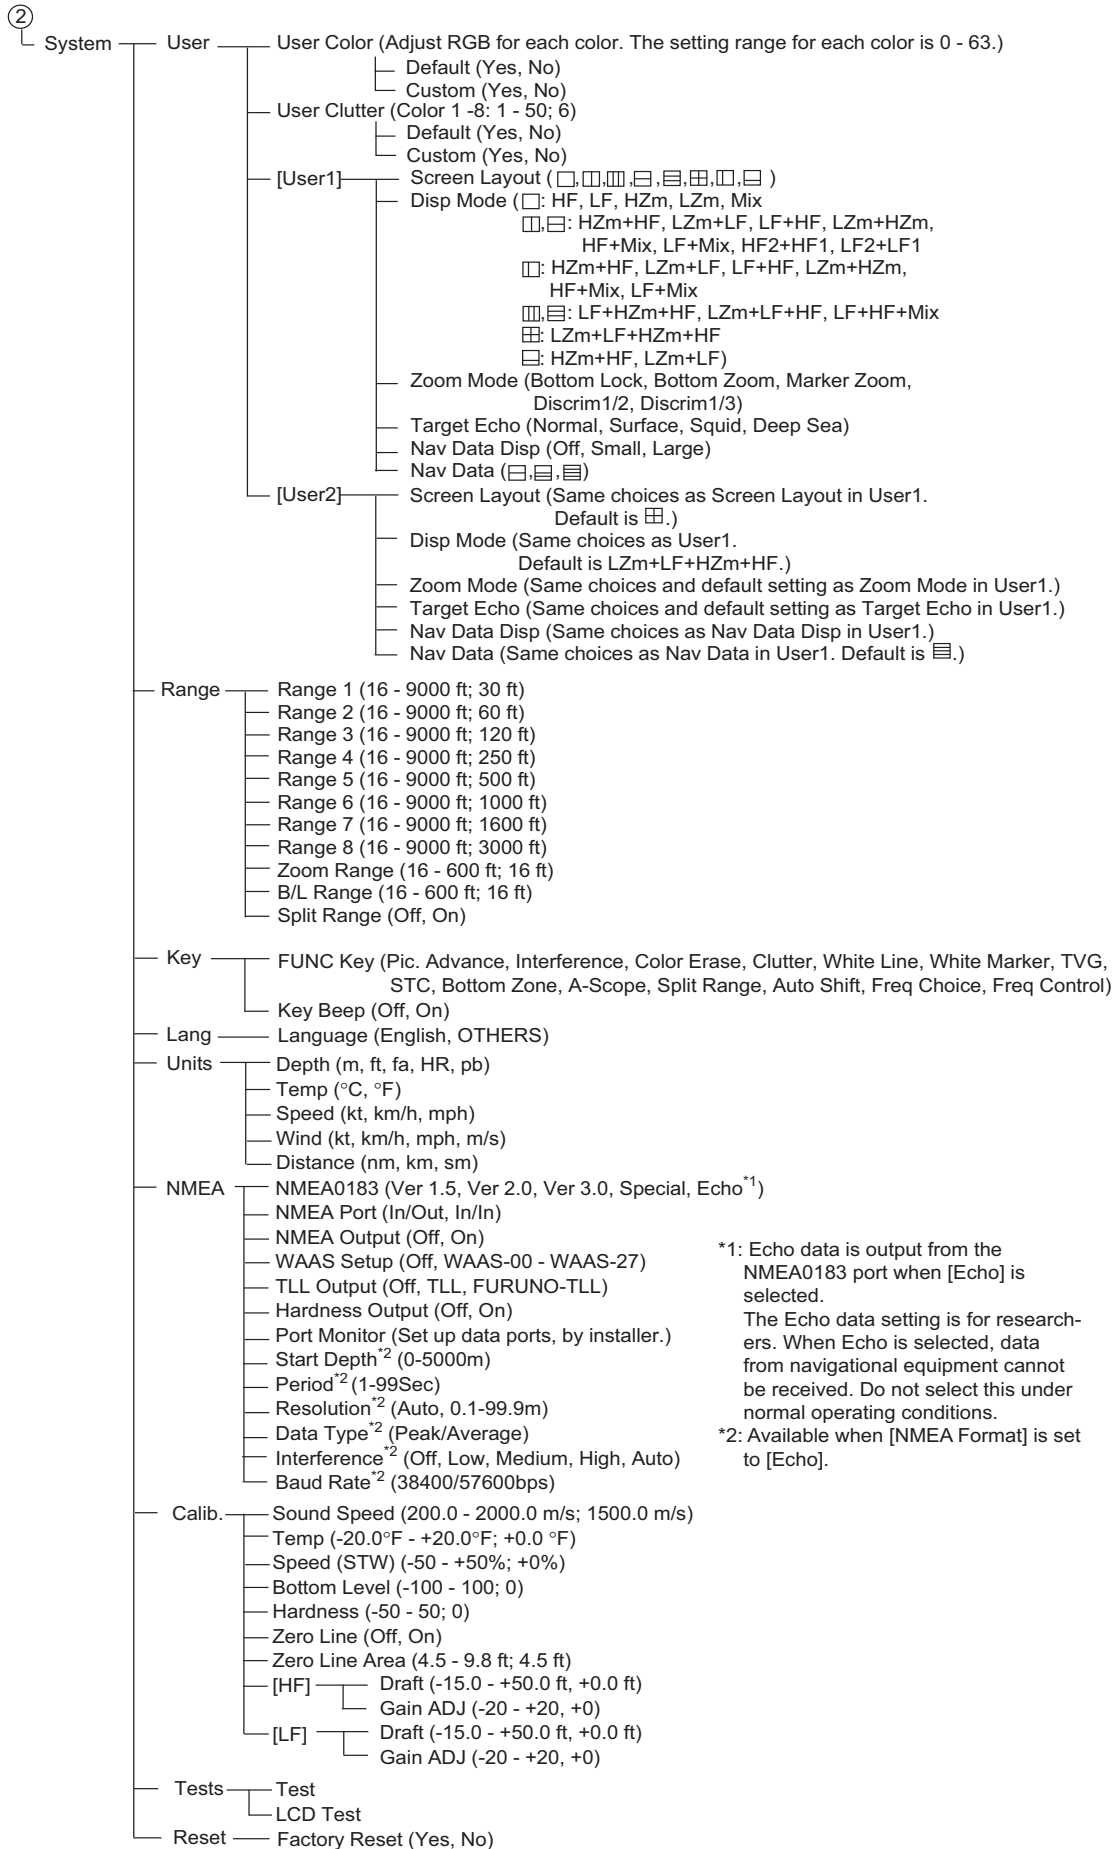 ②
System
User
User Color (Adjust RGB for each color. The setting range for each color is 0 - 63.)
Default (Yes, No)
Custom (Yes, No)
User Clutter (Color 1 -8: 1 - 50; 6)
Default (Yes, No)
Custom (Yes, No)
[User1]
Screen Layout ( , , , , , , , )
Disp Mode ( : HF, LF, HZm, LZm, Mix
, : HZm+HF, LZm+LF, LF+HF, LZm+HZm,
HF+Mix, LF+Mix, HF2+HF1, LF2+LF1
: HZm+HF, LZm+LF, LF+HF, LZm+HZm,
HF+Mix, LF+Mix
, : LF+HZm+HF, LZm+LF+HF, LF+HF+Mix
: LZm+LF+HZm+HF
: HZm+HF, LZm+LF)
Zoom Mode (Bottom Lock, Bottom Zoom, Marker Zoom,
Discrim1/2, Discrim1/3)
Target Echo (Normal, Surface, Squid, Deep Sea)
Nav Data Disp (Off, Small, Large)
Nav Data ( , , )
[User2]
Screen Layout (Same choices as Screen Layout in User1.
Default is .)
Disp Mode (Same choices as User1.
Default is LZm+LF+HZm+HF.)
Zoom Mode (Same choices and default setting as Zoom Mode in User1.)
Target Echo (Same choices and default setting as Target Echo in User1.)
Nav Data Disp (Same choices as Nav Data Disp in User1.)
Nav Data (Same choices as Nav Data in User1. Default is .)
Range
Range 1 (16 - 9000 ft; 30 ft)
Range 2 (16 - 9000 ft; 60 ft)
Range 3 (16 - 9000 ft; 120 ft)
Range 4 (16 - 9000 ft; 250 ft)
Range 5 (16 - 9000 ft; 500 ft)
Range 6 (16 - 9000 ft; 1000 ft)
Range 7 (16 - 9000 ft; 1600 ft)
Range 8 (16 - 9000 ft; 3000 ft)
Zoom Range (16 - 600 ft; 16 ft)
B/L Range (16 - 600 ft; 16 ft)
Split Range (Off, On)
Key
FUNC Key (Pic. Advance, Interference, Color Erase, Clutter, White Line, White Marker, TVG,
STC, Bottom Zone, A-Scope, Split Range, Auto Shift, Freq Choice, Freq Control)
Key Beep (Off, On)
Lang
Language (English, OTHERS)
Units
Depth (m, ft, fa, HR, pb)
Temp (°C, °F)
Speed (kt, km/h, mph)
Wind (kt, km/h, mph, m/s)
Distance (nm, km, sm)
NMEA
NMEA0183 (Ver 1.5, Ver 2.0, Ver 3.0, Special, Echo*1)
NMEA Port (In/Out, In/In)
NMEA Output (Off, On)
WAAS Setup (Off, WAAS-00 - WAAS-27)
TLL Output (Off, TLL, FURUNO-TLL)
Hardness Output (Off, On)
Port Monitor (Set up data ports, by installer.)
Start Depth*2 (0-5000m)
Period*2 (1-99Sec)
Resolution*2 (Auto, 0.1-99.9m)
Data Type*2 (Peak/Average)
Interference*2 (Off, Low, Medium, High, Auto)
Baud Rate*2 (38400/57600bps)
*1: Echo data is output from the
NMEA0183 port when [Echo] is
selected.
The Echo data setting is for research-
ers. When Echo is selected, data
from navigational equipment cannot
be received. Do not select this under
normal operating conditions.
*2: Available when [NMEA Format] is set
to [Echo].
Calib.
Sound Speed (200.0 - 2000.0 m/s; 1500.0 m/s)
Temp (-20.0°F - +20.0°F; +0.0 °F)
Speed (STW) (-50 - +50%; +0%)
Bottom Level (-100 - 100; 0)
Hardness (-50 - 50; 0)
Zero Line (Off, On)
Zero Line Area (4.5 - 9.8 ft; 4.5 ft)
[HF]
Draft (-15.0 - +50.0 ft, +0.0 ft)
Gain ADJ (-20 - +20, +0)
[LF]
Draft (-15.0 - +50.0 ft, +0.0 ft)
Gain ADJ (-20 - +20, +0)
Tests
Test
LCD Test
Reset
Factory Reset (Yes, No)